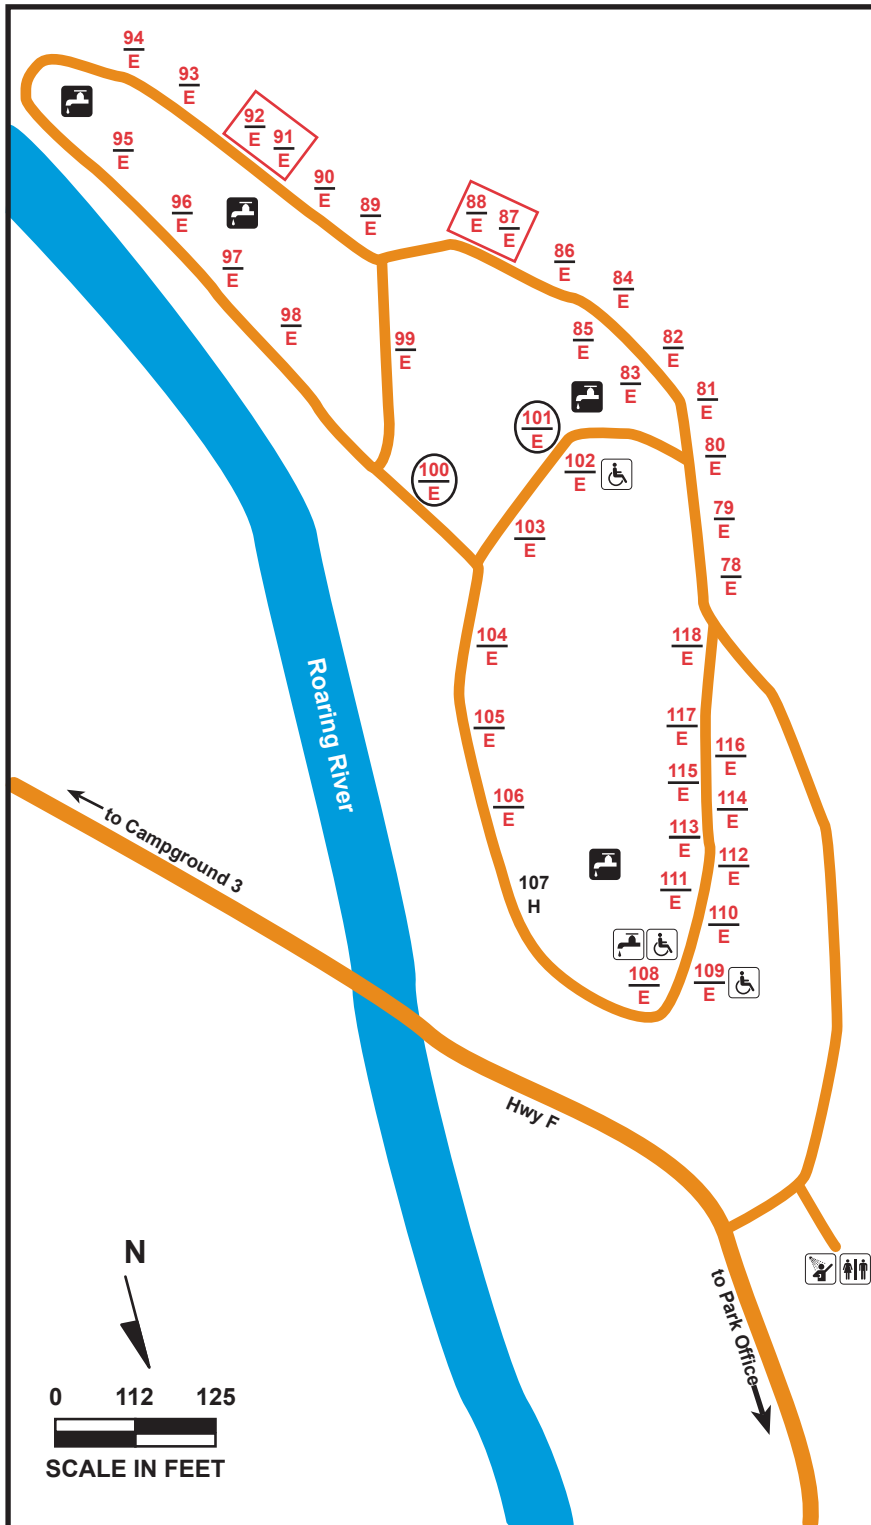 94
E
93
E
92
E
91
E
90
E
89
E
88
E
87
E
86
E
84
E
85
E
82
E
83
E
81
E
80
E
79
E
78
E
95
E
96
E
97
E
98
E
99
E
100
E
101
E
102
E
103
E
104
E
105
E
106
E
107
H
118
E
117
E
116
E
115
E
114
E
113
E
112
E
111
E
110
E
109
E
108
E
Roaring River
to Campground 3
Hwy F
to Park Office
N
0 112 125
SCALE IN FEET